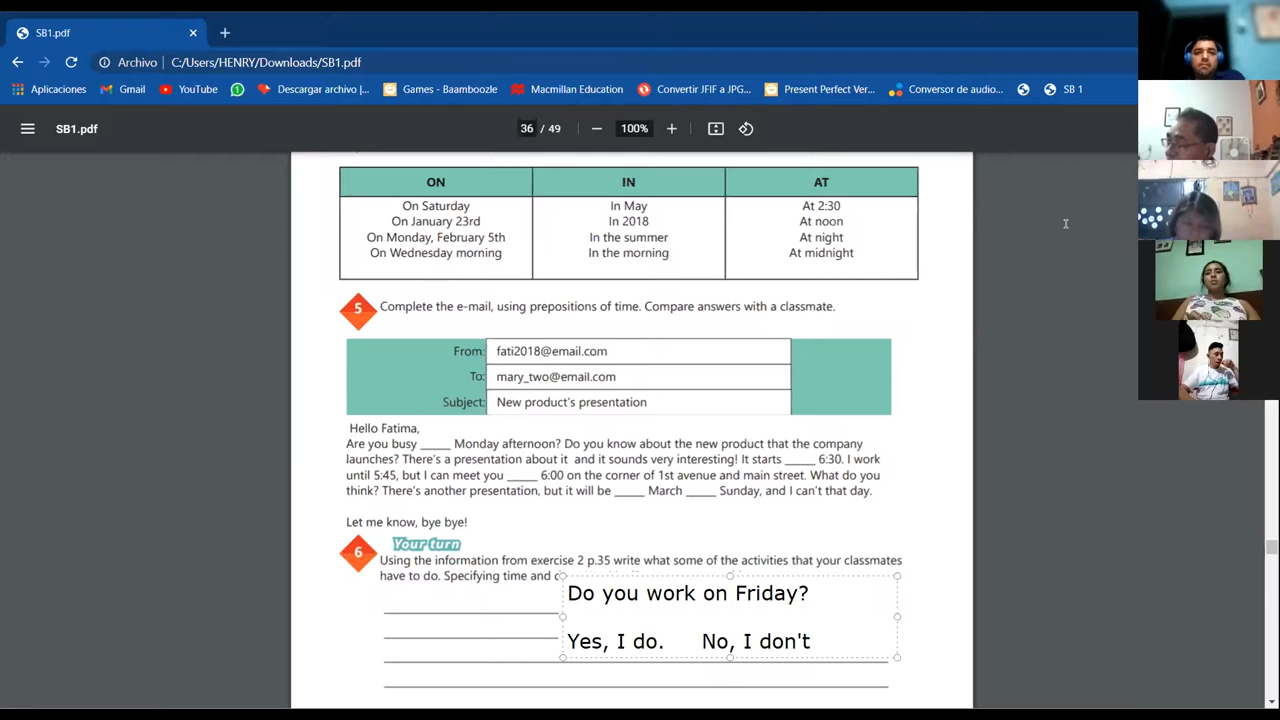 SB1.pdf
Archivo C:/Users/HENRY/Downloads/SB1.pdf
Aplicaciones Gmail YouTube Descargar archivo |... Games - Baamboozle Macmillan Education Convertir JFIF a JPG... Present Perfect Ver... Conversor de audio... SB 1
SB1.pdf 36 / 49 100%
ON IN AT
On Saturday In May At 2:30
On January 23rd In 2018 At noon
On Monday, February 5th In the summer At night
On Wednesday morning In the morning At midnight
5 Complete the e-mail, using prepositions of time. Compare answers with a classmate.
From: fati2018@email.com
To: mary_two@email.com
Subject: New product's presentation
Hello Fatima,
Are you busy _____ Monday afternoon? Do you know about the new product that the company
launches? There's a presentation about it and it sounds very interesting! It starts _____ 6:30. I work
until 5:45, but I can meet you _____ 6:00 on the corner of 1st avenue and main street. What do you
think? There's another presentation, but it will be _____ March _____ Sunday, and I can't that day.
Let me know, bye bye!
6 Your turn
Using the information from exercise 2 p.35 write what some of the activities that your classmates
have to do. Specifying time and
Do you work on Friday?
Yes, I do. No, I don't